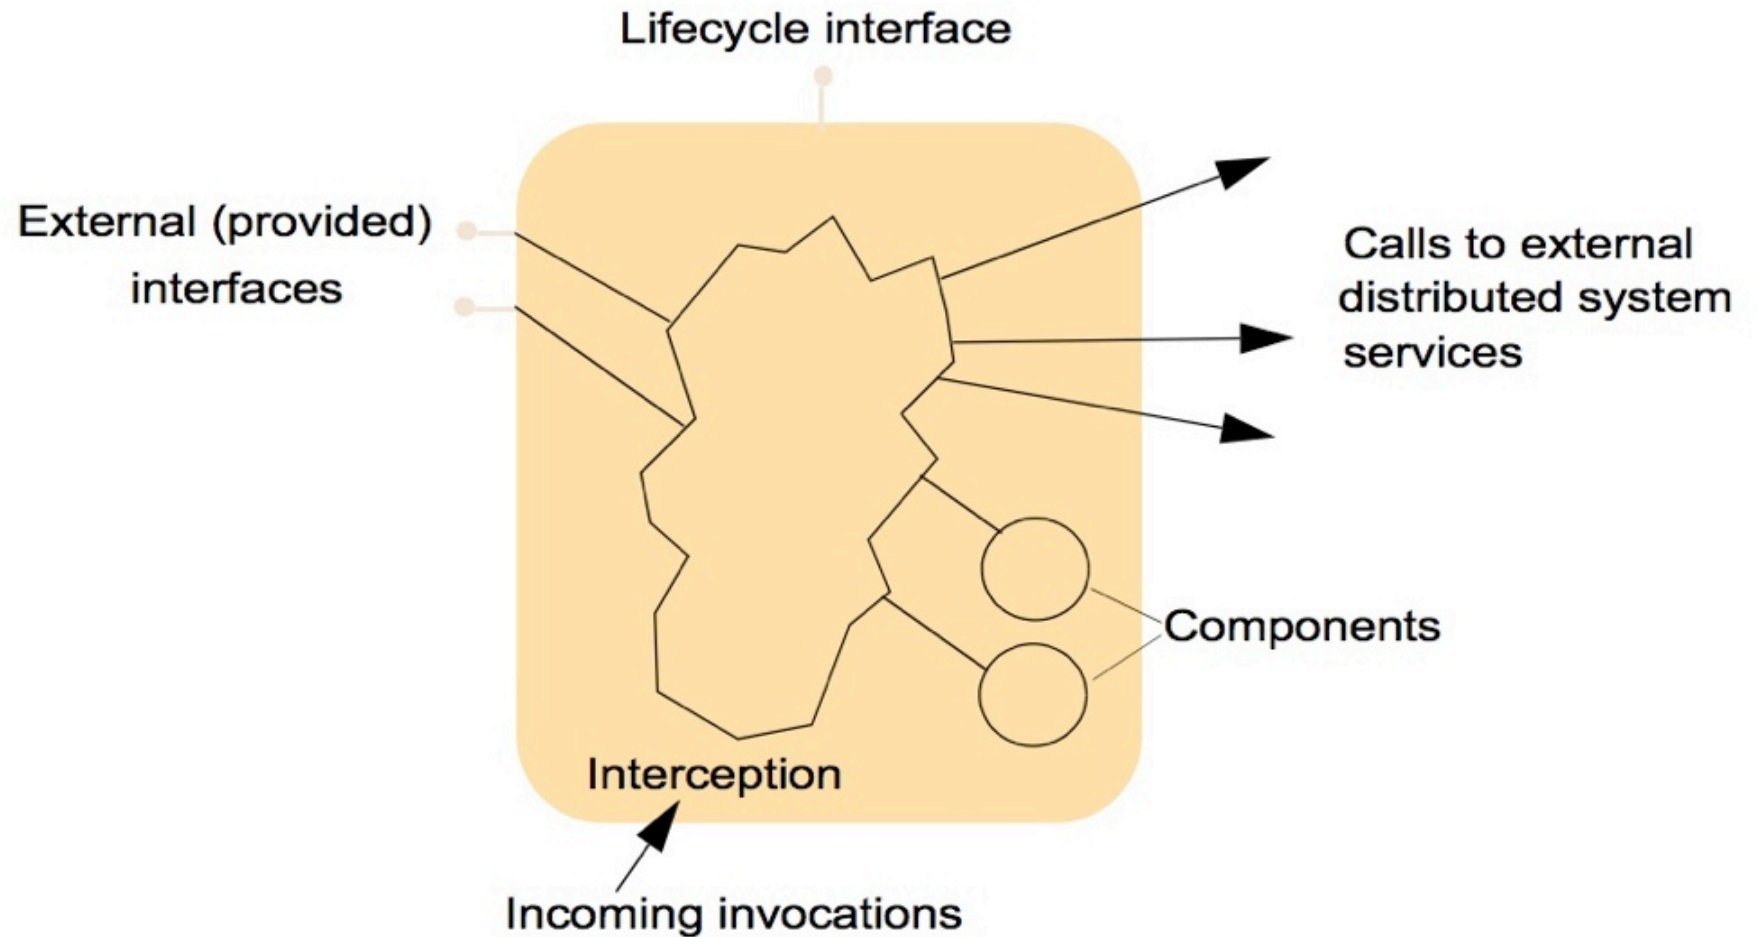 Lifecycle interface
External (provided)
interfaces
Calls to external
distributed system
services
Components
Interception
Incoming invocations